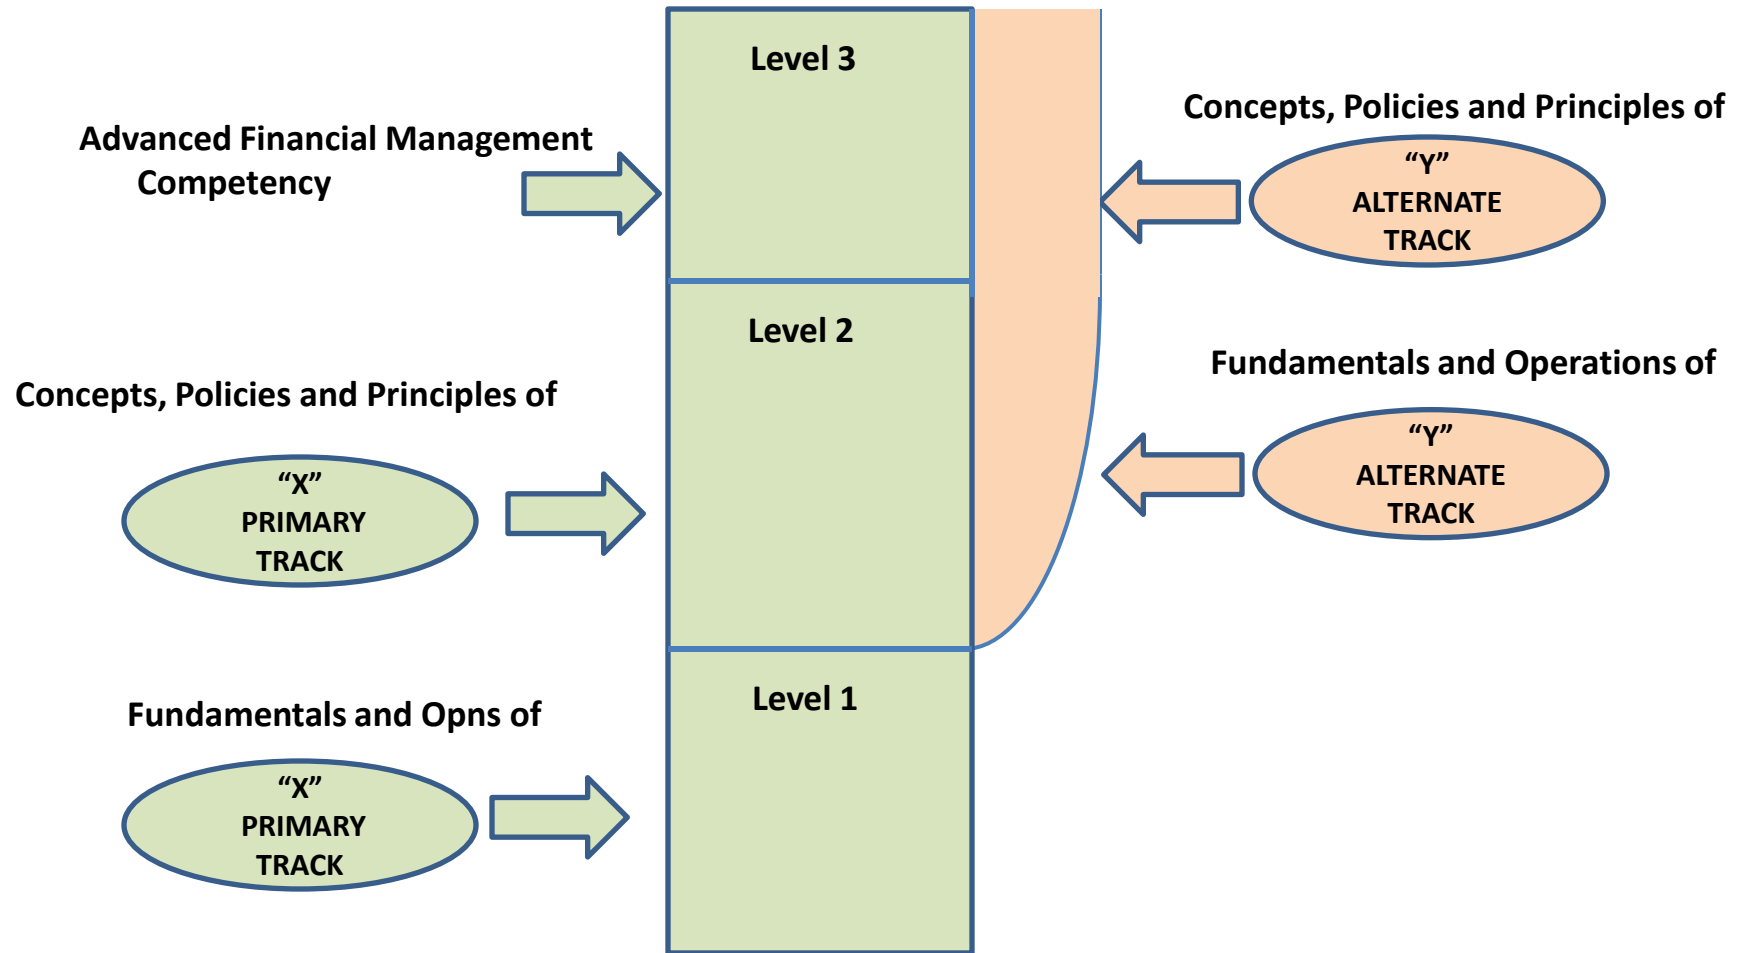 Level 3
Advanced Financial Management
Competency
Concepts, Policies and Principles of
“Y”
ALTERNATE
TRACK
Level 2
Concepts, Policies and Principles of
“X”
PRIMARY
TRACK
Fundamentals and Operations of
“Y”
ALTERNATE
TRACK
Level 1
Fundamentals and Opns of
“X”
PRIMARY
TRACK